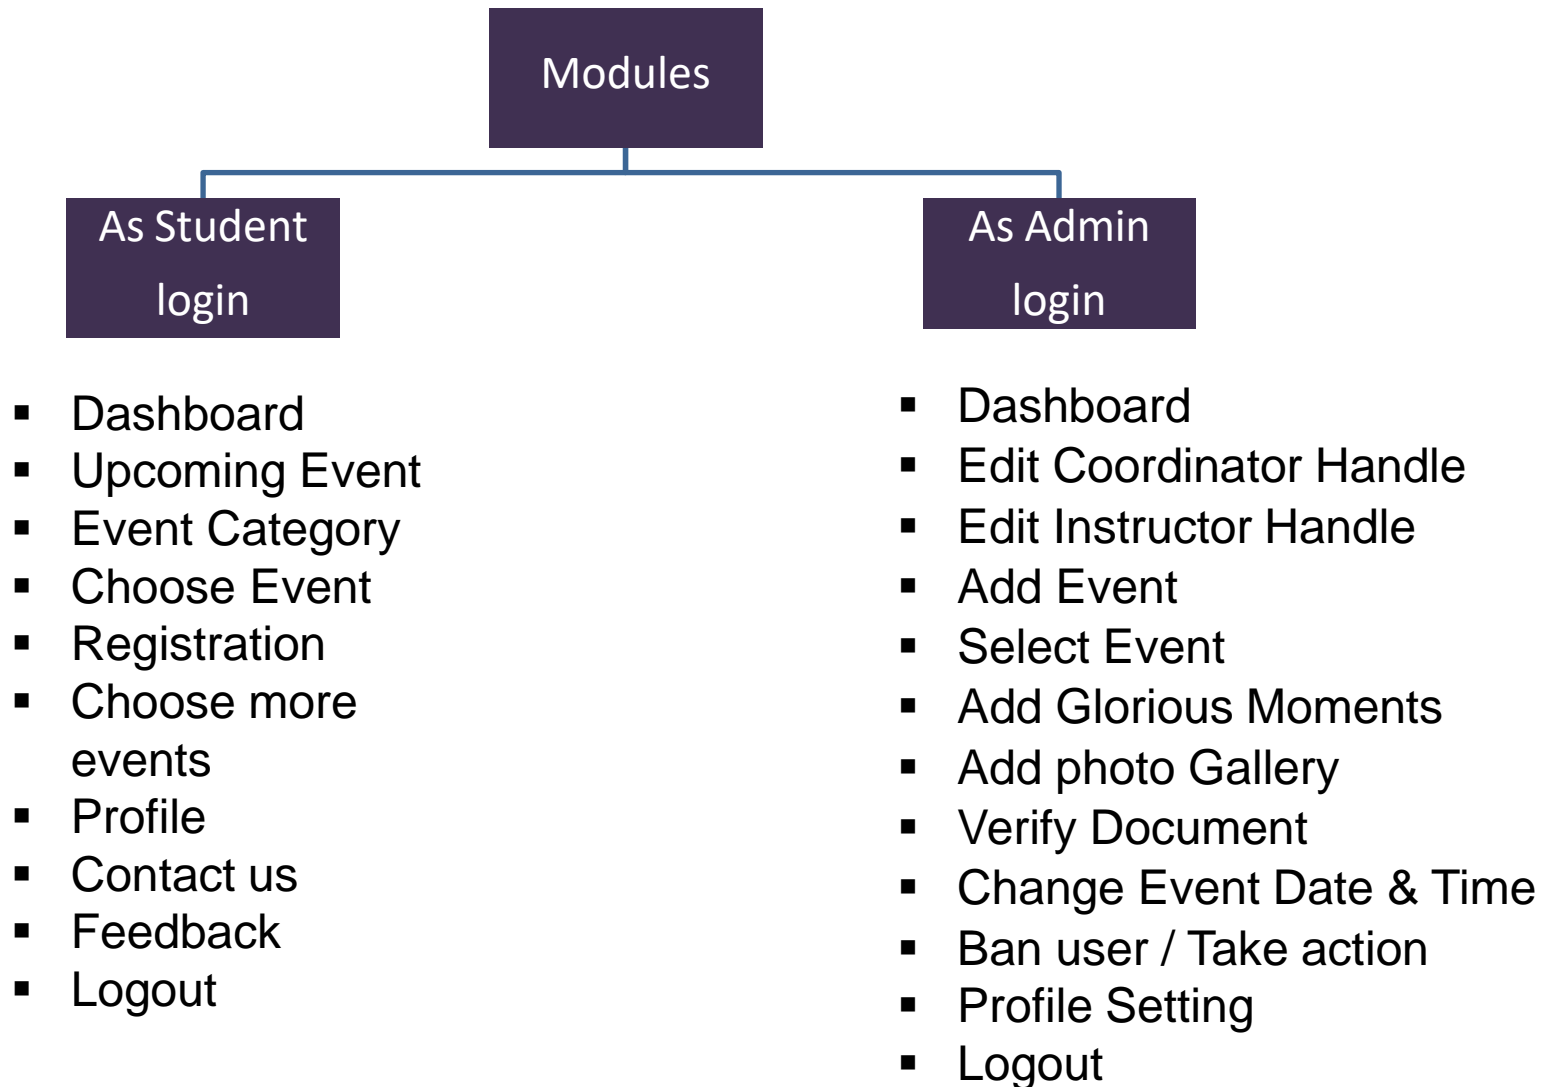 Modules
As Student
login
As Admin
login
▪ Dashboard
▪ Upcoming Event
▪ Event Category
▪ Choose Event
▪ Registration
▪ Choose more
events
▪ Profile
▪ Contact us
▪ Feedback
▪ Logout
▪ Dashboard
▪ Edit Coordinator Handle
▪ Edit Instructor Handle
▪ Add Event
▪ Select Event
▪ Add Glorious Moments
▪ Add photo Gallery
▪ Verify Document
▪ Change Event Date & Time
▪ Ban user / Take action
▪ Profile Setting
▪ Logout